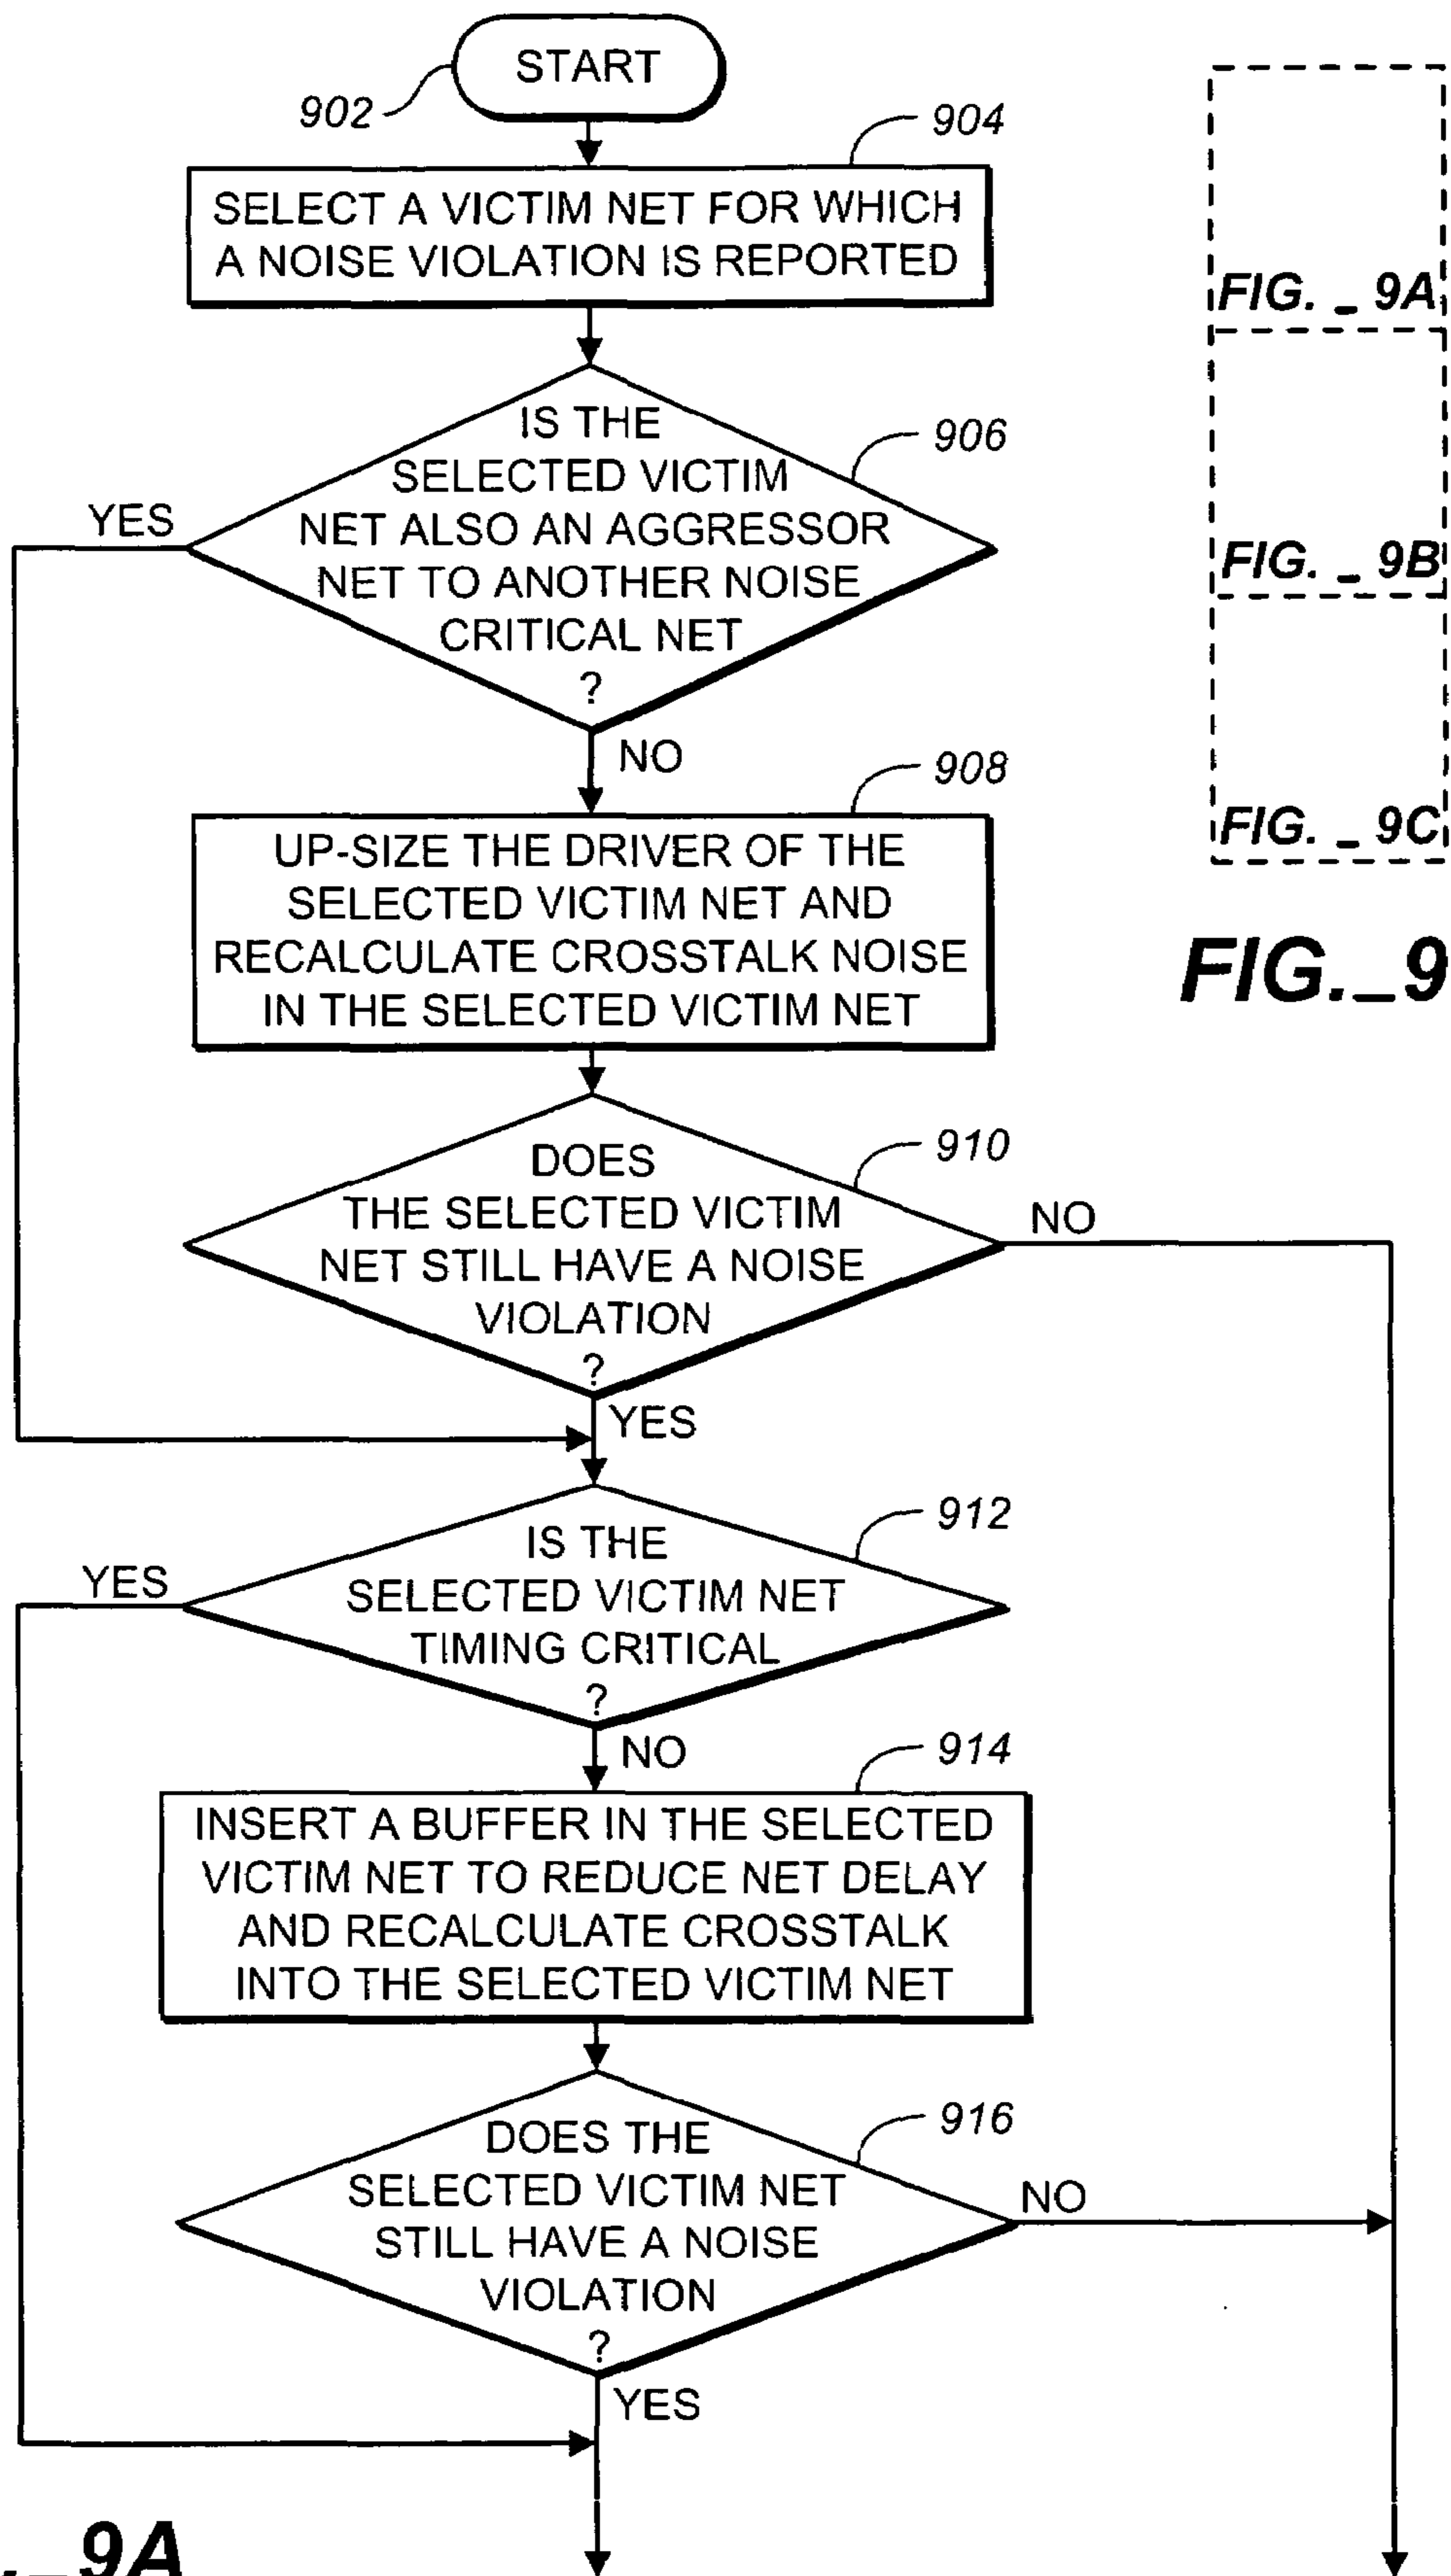 START
902
904
SELECT A VICTIM NET FOR WHICH
A NOISE VIOLATION IS REPORTED
IS THE
SELECTED VICTIM
NET ALSO AN AGGRESSOR
NET TO ANOTHER NOISE
CRITICAL NET
?
906
YES
NO
908
UP-SIZE THE DRIVER OF THE
SELECTED VICTIM NET AND
RECALCULATE CROSSTALK NOISE
IN THE SELECTED VICTIM NET
DOES
THE SELECTED VICTIM
NET STILL HAVE A NOISE
VIOLATION
?
910
NO
YES
IS THE
SELECTED VICTIM NET
TIMING CRITICAL
?
912
YES
NO
914
INSERT A BUFFER IN THE SELECTED
VICTIM NET TO REDUCE NET DELAY
AND RECALCULATE CROSSTALK
INTO THE SELECTED VICTIM NET
DOES THE
SELECTED VICTIM NET
STILL HAVE A NOISE
VIOLATION
?
916
NO
YES
FIG._9A
FIG._9B
FIG._9C
FIG._9
._9A